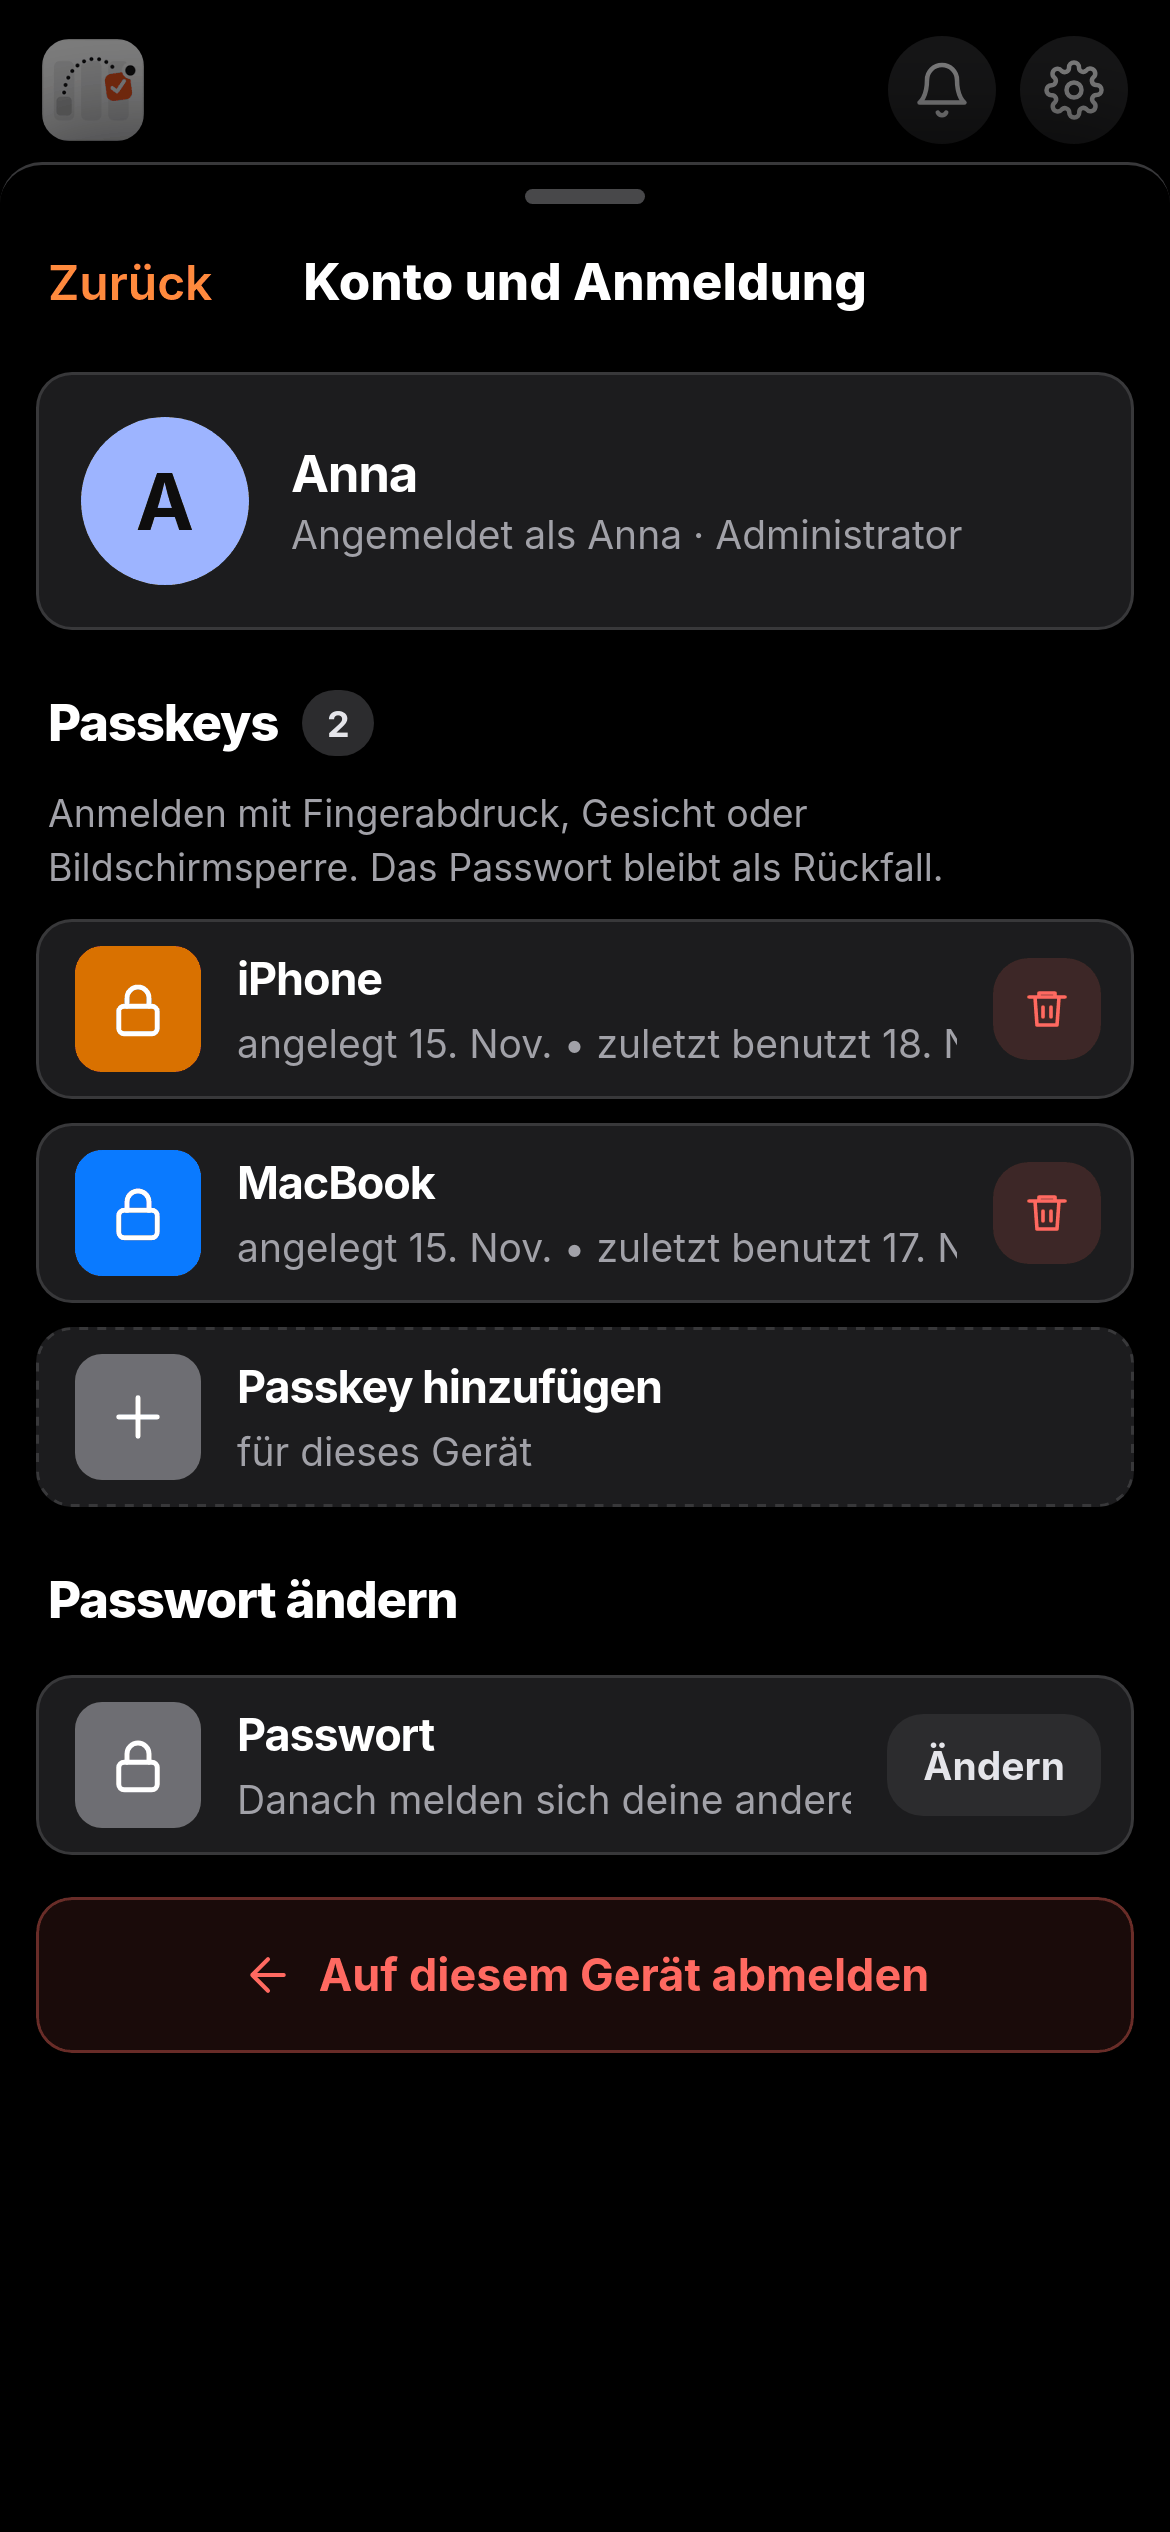 Zurück
Konto und Anmeldung
A
Anna
Angemeldet als Anna · Administrator
Passkeys 2
Anmelden mit Fingerabdruck, Gesicht oder
Bildschirmsperre. Das Passwort bleibt als Rückfall.
iPhone
angelegt 15. Nov. • zuletzt benutzt 18.
MacBook
angelegt 15. Nov. • zuletzt benutzt 17.
Passkey hinzufügen
für dieses Gerät
Passwort ändern
Passwort
Danach melden sich deine andere
Ändern
Auf diesem Gerät abmelden